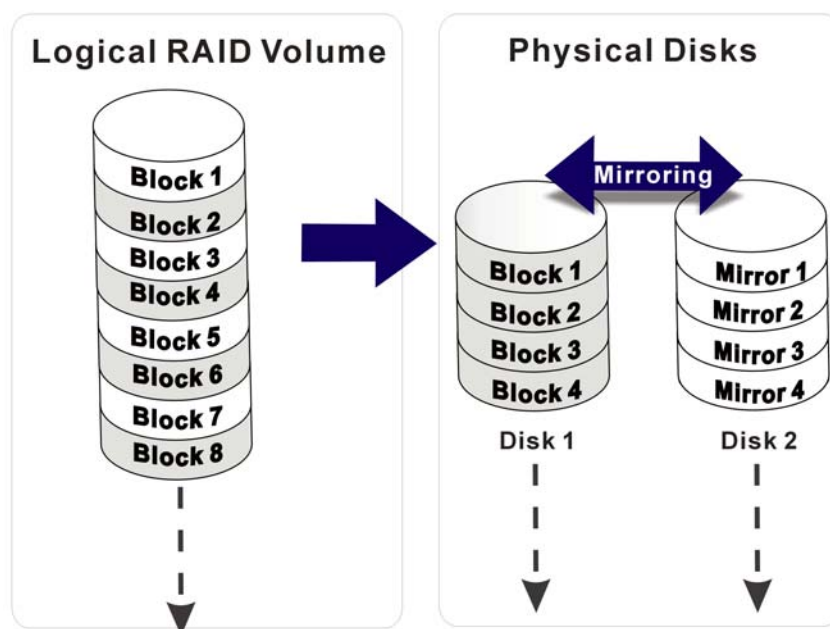 Logical RAID Volume
Block 1
Block 2
Block 3
Block 4
Block 5
Block 6
Block 7
Block 8
Physical Disks
Mirroring
Block 1
Block 2
Block 3
Block 4
Disk 1
Mirror 1
Mirror 2
Mirror 3
Mirror 4
Disk 2